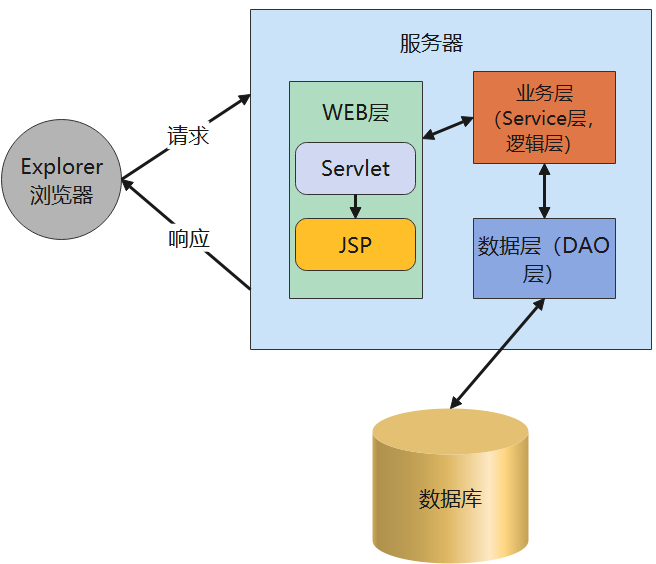 服务器
WEB层
Servlet
JSP
业务层
（Service层，
逻辑层）
数据层（DAO
层）
Explorer
浏览器
请求
响应
数据库